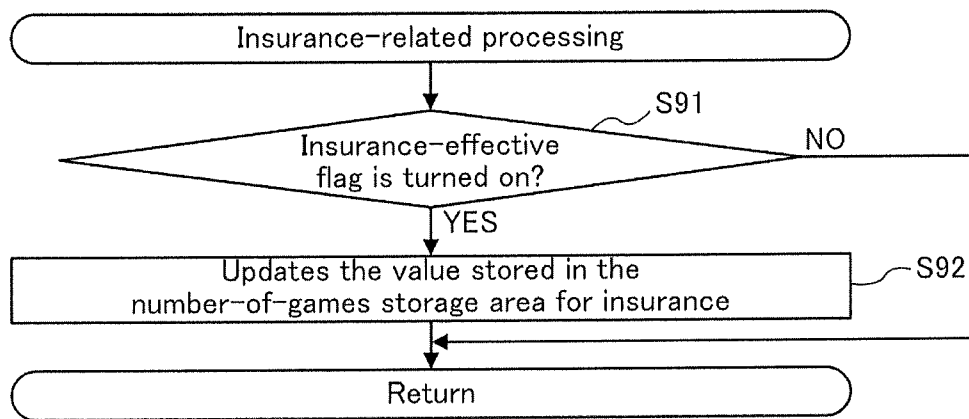 Insurance-related processing
S91
Insurance-effective
flag is turned on?
NO
YES
Updates the value stored in the
number-of-games storage area for insurance
S92
Return